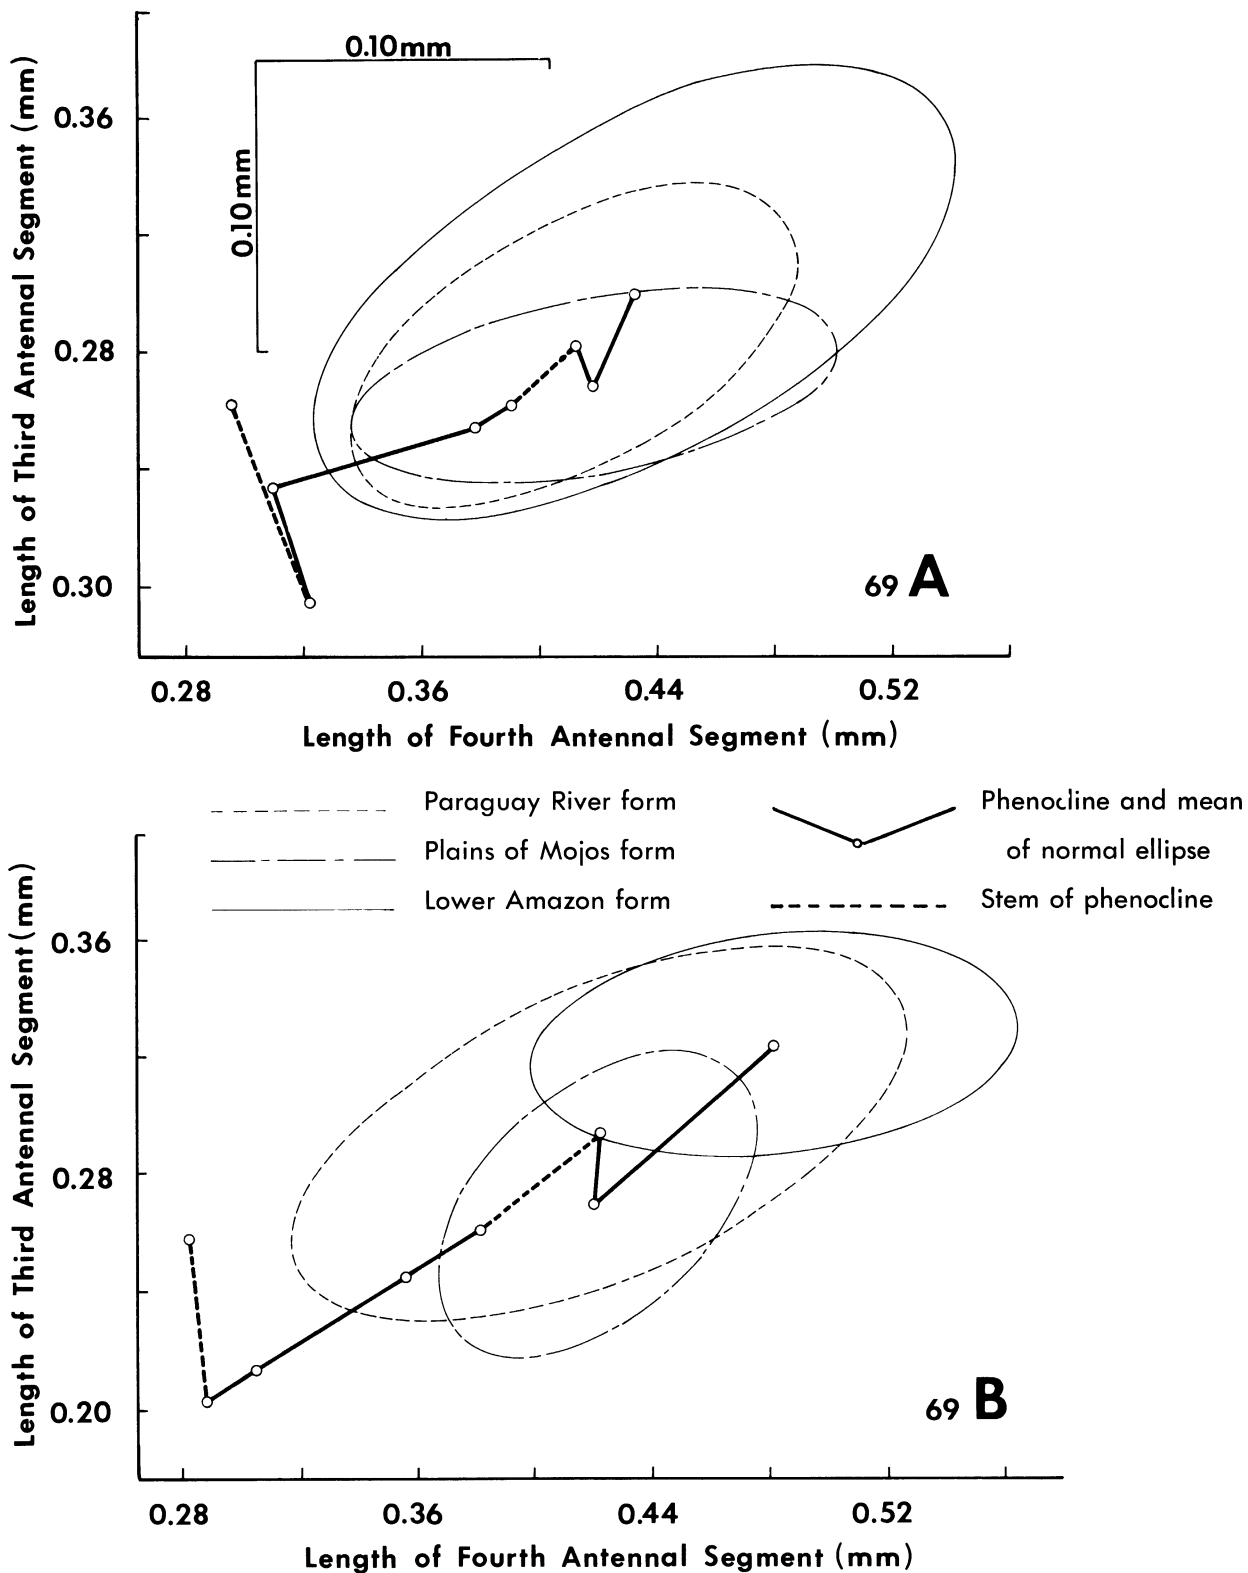 0.10mm
0.10mm
Length of Third Antennal Segment (mm)
0.36
0.28
0.30
69 A
0.28 0.36 0.44 0.52
Length of Fourth Antennal Segment (mm)
Paraguay River form
Plains of Mojos form
Lower Amazon form
Phenocline and mean
of normal ellipse
Stem of phenocline
Length of Third Antennal Segment (mm)
0.36
0.28
0.20
69 B
0.28 0.36 0.44 0.52
Length of Fourth Antennal Segment (mm)